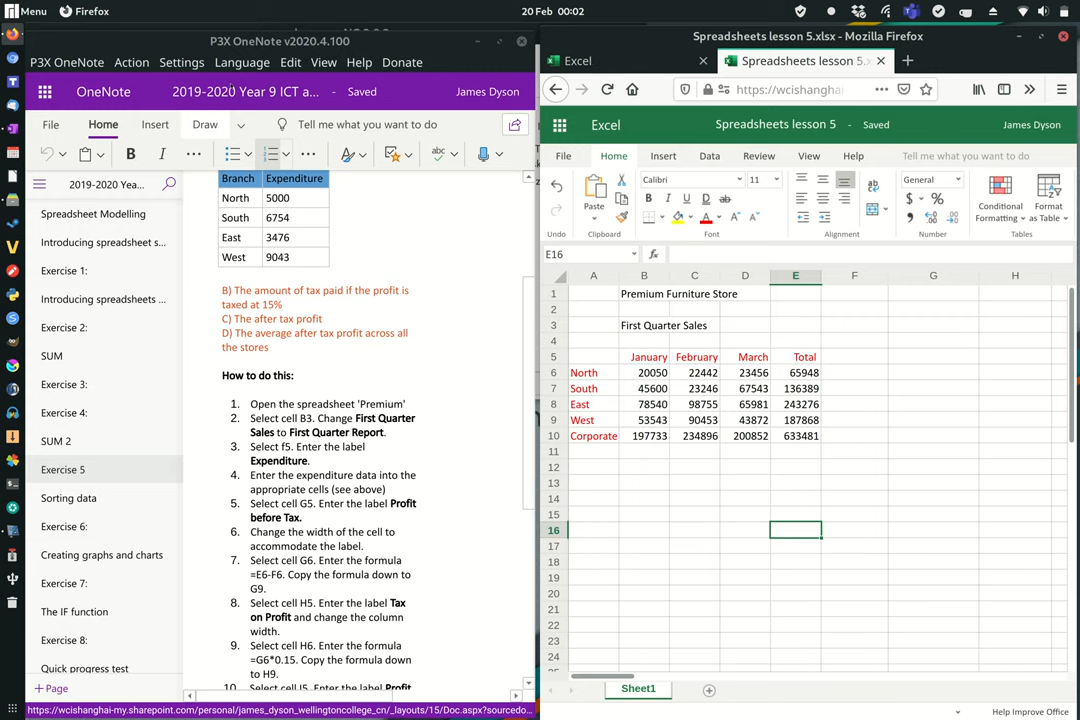 Menu
Firefox
20 Feb 00:02
P3X OneNote v2020.4.100
P3X OneNote Action Settings Language Edit View Help Donate
OneNote 2019-2020 Year 9 ICT a... - Saved James Dyson
File Home Insert Draw Tell me what you want to do
B I ... abc
2019-2020 Yea...
Spreadsheet Modelling
Introducing spreadsheet s...
Exercise 1:
Introducing spreadsheets ...
Exercise 2:
SUM
Exercise 3:
Exercise 4:
SUM 2
Exercise 5
Sorting data
Exercise 6:
Creating graphs and charts
Exercise 7:
The IF function
Exercise 8:
Quick progress test
+ Page
Branch Expenditure
North 5000
South 6754
East 3476
West 9043
B) The amount of tax paid if the profit is
taxed at 15%
C) The after tax profit
D) The average after tax profit across all
the stores
How to do this:
1. Open the spreadsheet 'Premium'
2. Select cell B3. Change First Quarter
Sales to First Quarter Report.
3. Select f5. Enter the label
Expenditure.
4. Enter the expenditure data into the
appropriate cells (see above)
5. Select G5. Enter the label Profit
before Tax.
6. Change the width of the cell to
accommodate the label.
7. Select cell G6. Enter the formula
=E6-F6. Copy the formula down to
G9.
8. Select cell H5. Enter the label Tax
on Profit and change the column
width.
9. Select cell H6. Enter the formula
=G6*0.15. Copy the formula down
to H9.
10. Select cell I5. Enter the label Profit
https://wcishanghai-my.sharepoint.com/personal/james_dyson_wellingtoncollege_cn/_layouts/15/Doc.aspx?sourcedo...
Spreadsheets lesson 5.xlsx - Mozilla Firefox
Excel
Spreadsheets lesson 5.x
https://wcishanghai
Excel Spreadsheets lesson 5 - Saved James Dyson
File Home Insert Data Review View Help Tell me what you want to do
Paste
Calibri 11
B I U D ab
General
$ %
Conditional Formatting
Format as Table
Undo Clipboard Font Alignment Number Tables
E16 fx
A B C D E F G H
1 Premium Furniture Store
2
3 First Quarter Sales
4
5 January February March Total
6 North 20050 22442 23456 65948
7 South 45600 23246 67543 136389
8 East 78540 98755 65981 243276
9 West 53543 90453 43872 187868
10 Corporate 197733 234896 200852 633481
11
12
13
14
15
16
17
18
19
20
21
22
23
24
Sheet1
Help Improve Office